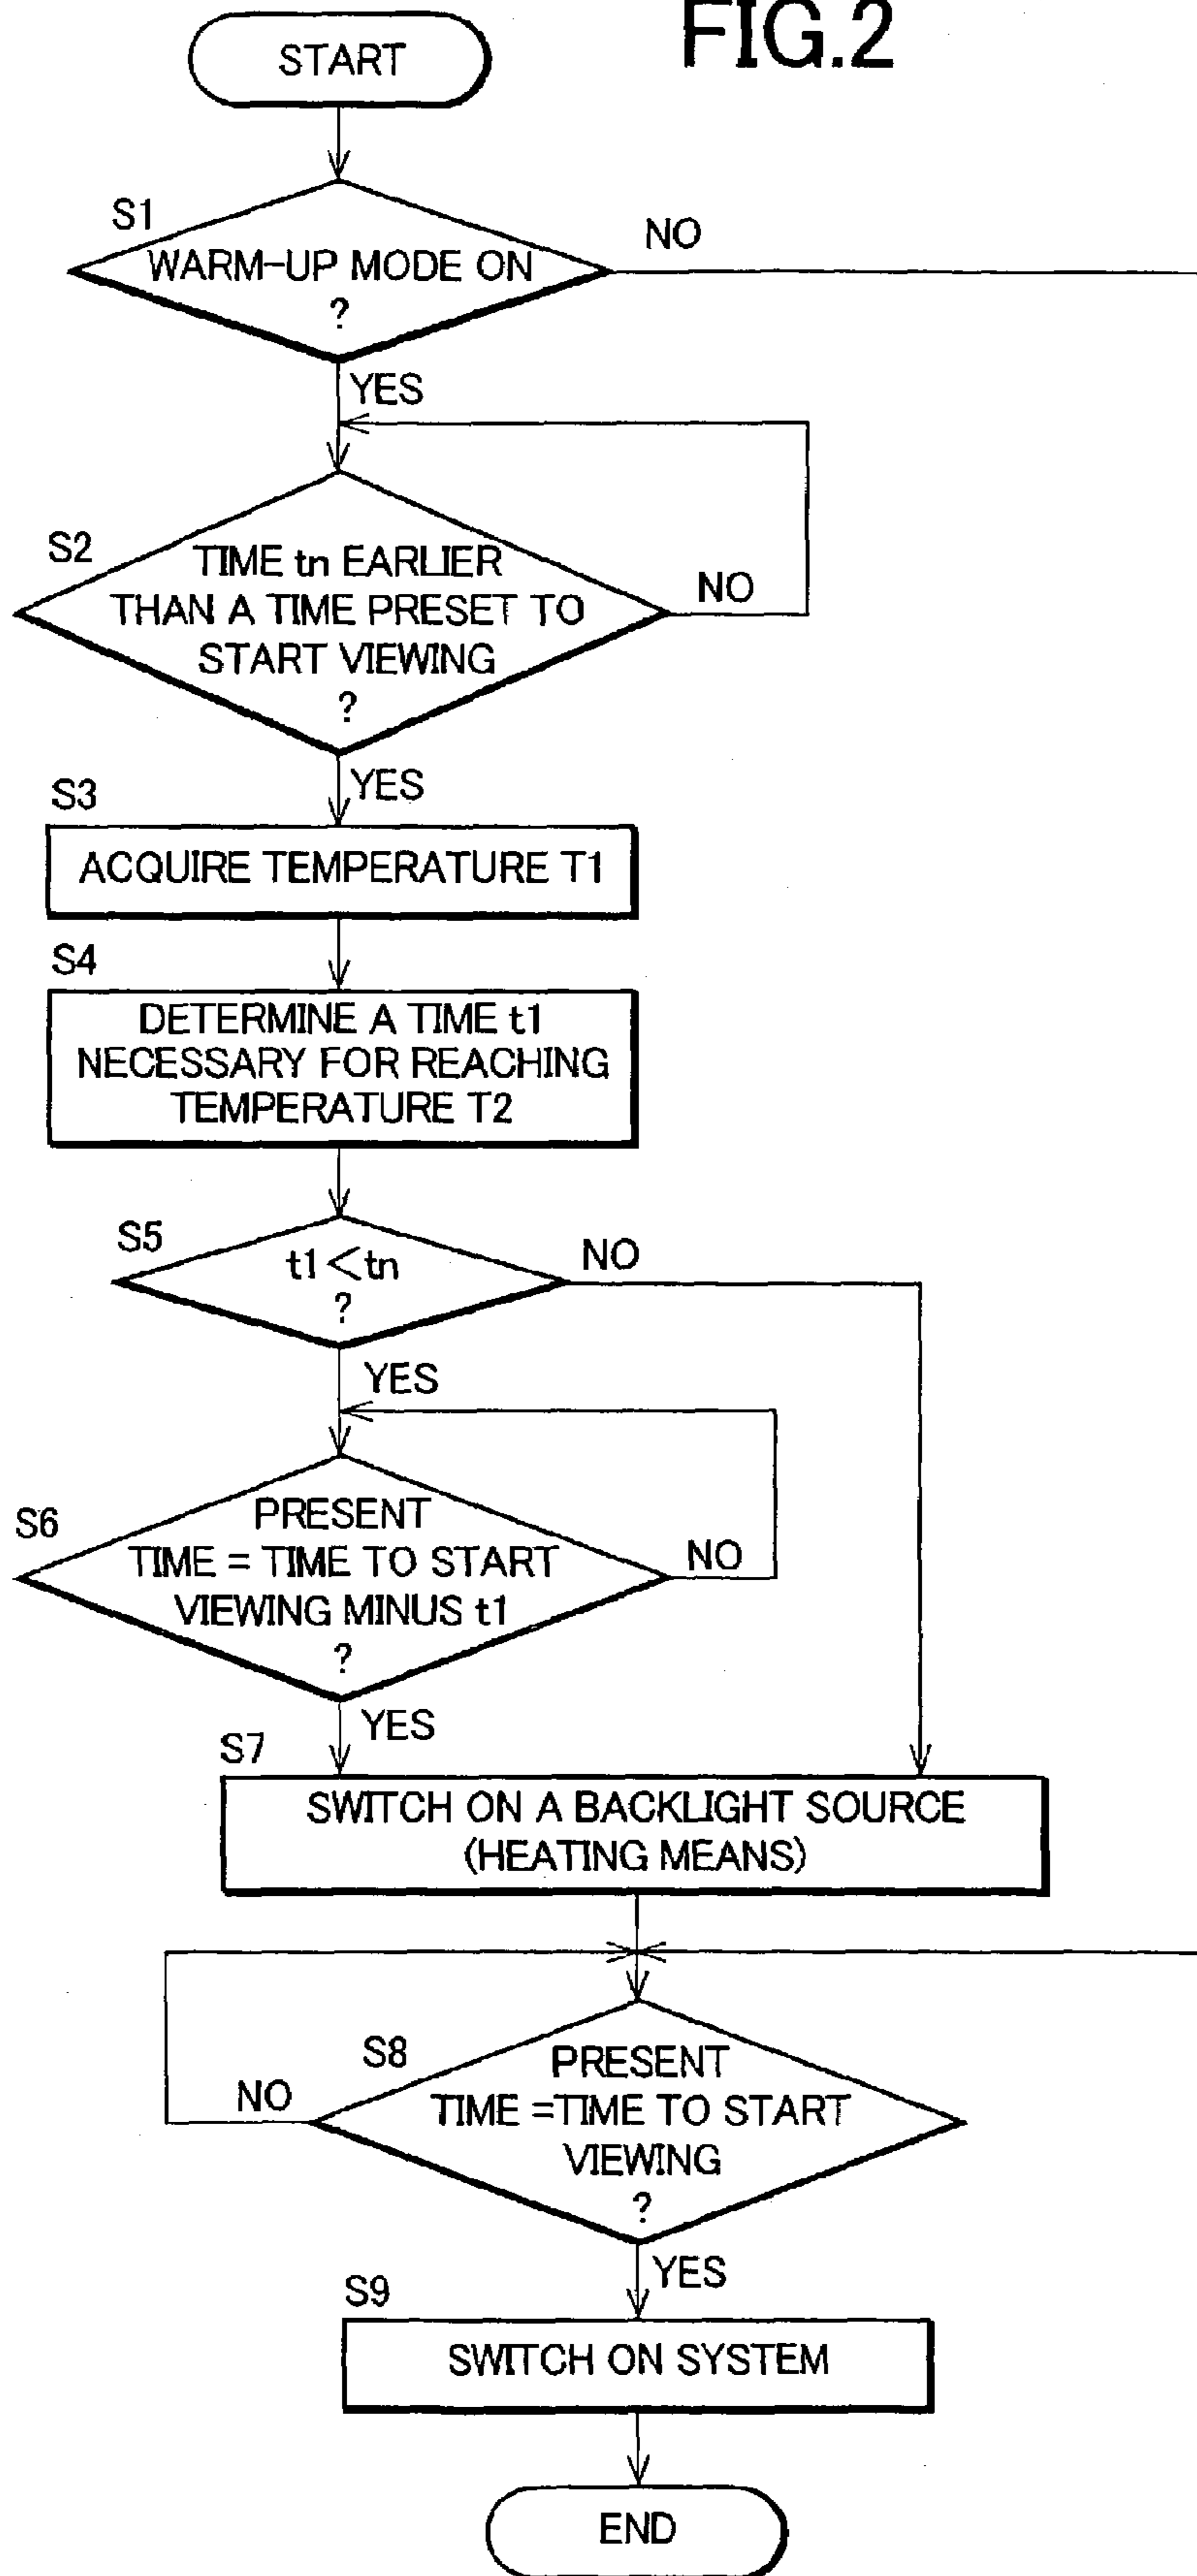 FIG.2
START
S1
WARM-UP MODE ON
?
NO
YES
S2
TIME tn EARLIER
THAN A TIME PRESET TO
START VIEWING
?
NO
YES
S3
ACQUIRE TEMPERATURE T1
S4
DETERMINE A TIME t1
NECESSARY FOR REACHING
TEMPERATURE T2
S5
t1<tn
?
NO
YES
S6
PRESENT
TIME = TIME TO START
VIEWING MINUS t1
?
NO
YES
S7
SWITCH ON A BACKLIGHT SOURCE
(HEATING MEANS)
S8
PRESENT
TIME =TIME TO START
VIEWING
?
NO
YES
S9
SWITCH ON SYSTEM
END